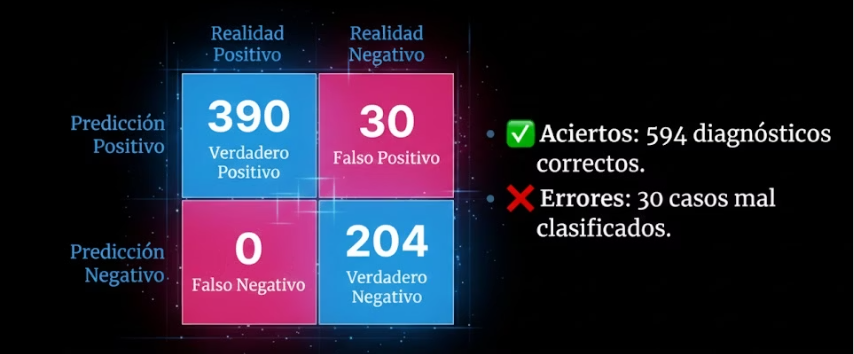 Realidad
Positivo
Realidad
Negativo
Predicción
Positivo
390
Verdadero
Positivo
30
Falso Positivo
Predicción
Negativo
0
Falso Negativo
204
Verdadero
Negativo
• ✅ Aciertos: 594 diagnósticos
correctos.
• ❌ Errores: 30 casos mal
clasificados.